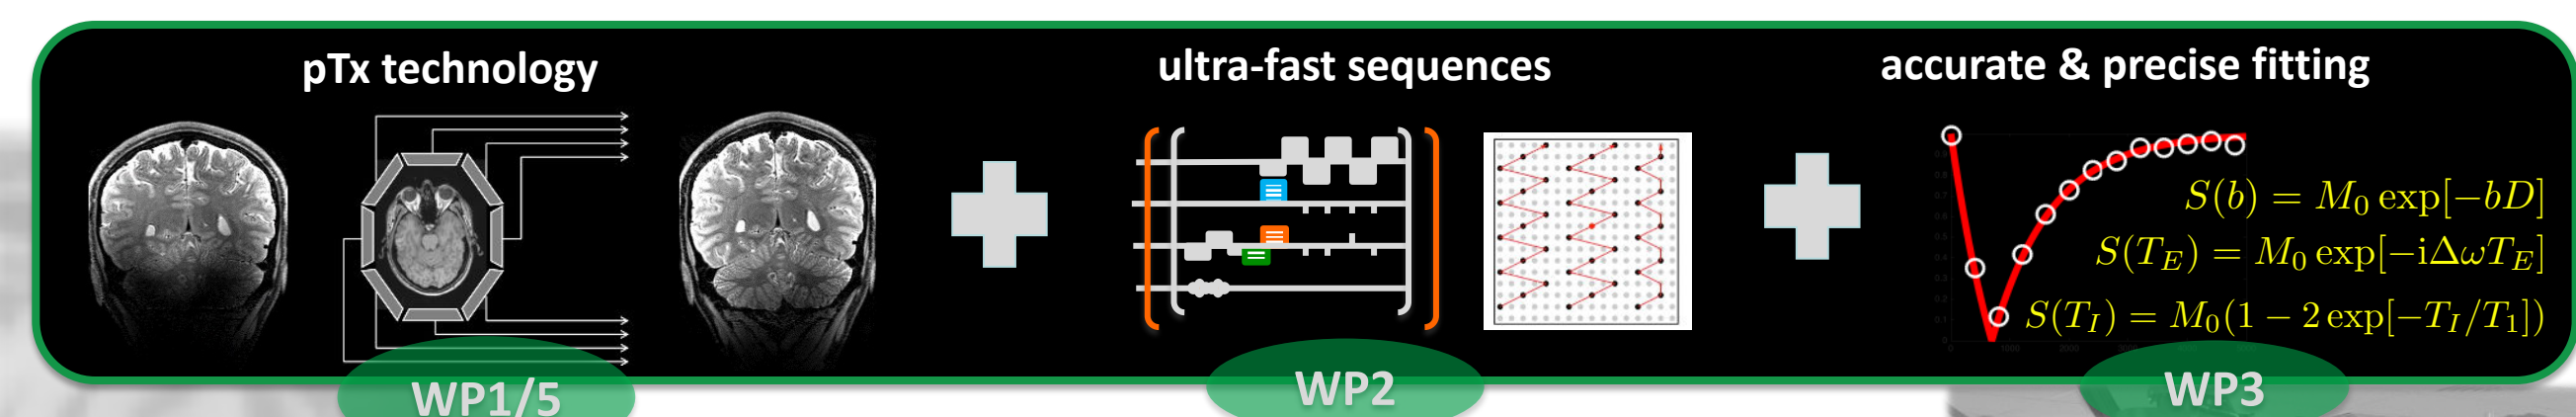 pTx technology
ultra-fast sequences
accurate & precise fitting
S(b) = M₀ exp[−bD]
S(T_E) = M₀ exp[−iΔωT_E]
S(T_I) = M₀(1 − 2 exp[−T_I/T₁])
WP1/5
WP2
WP3